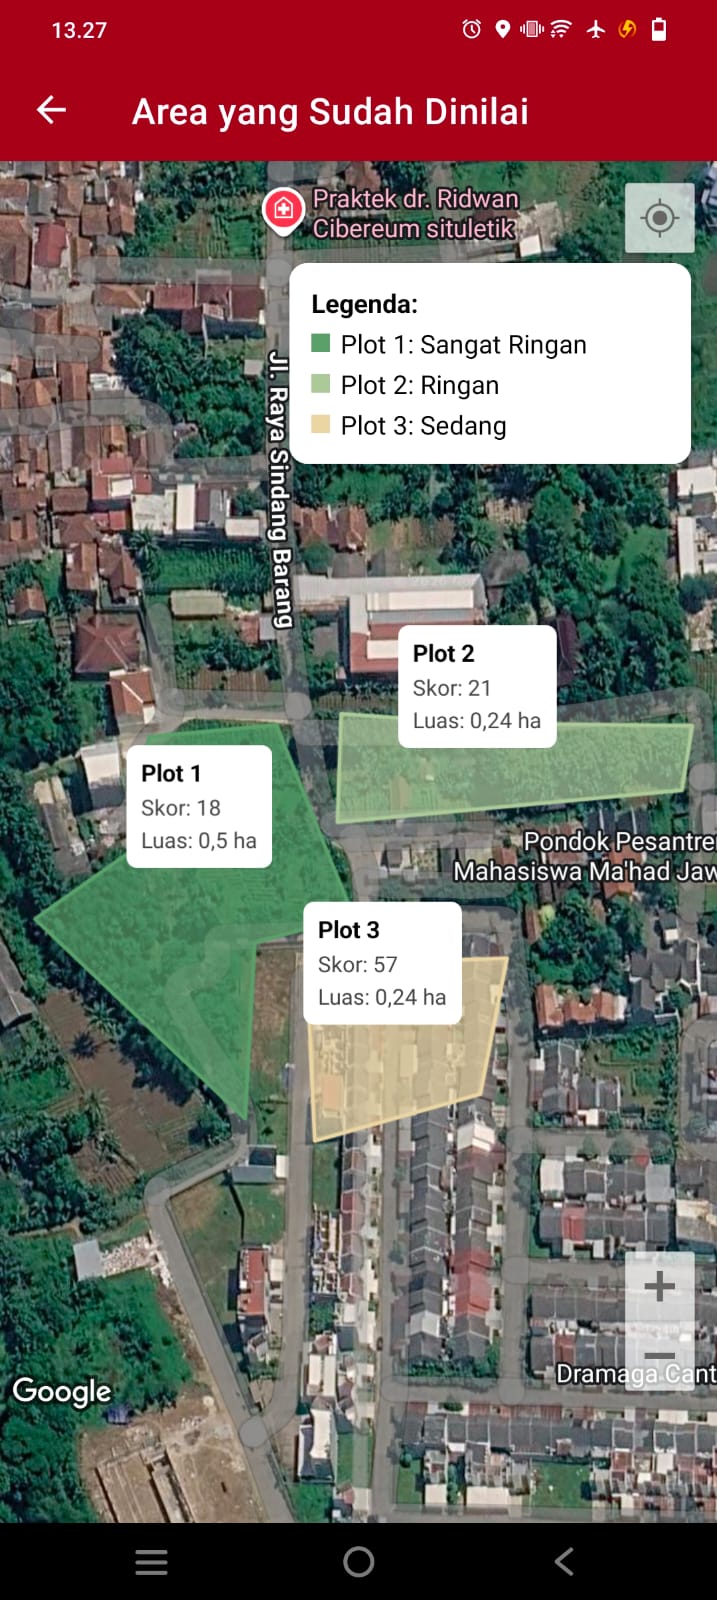 13.27
Area yang Sudah Dinilai
Praktek dr. Ridwan
Cibereum situletik
Legenda:
Plot 1: Sangat Ringan
Plot 2: Ringan
Plot 3: Sedang
Jl. Raya Sindang Barang
Plot 2
Skor: 21
Luas: 0,24 ha
Plot 1
Skor: 18
Luas: 0,5 ha
Pondok Pesantre
Mahasiswa Ma'had Jaw
Plot 3
Skor: 57
Luas: 0,24 ha
+
−
Dramaga Cant
Google